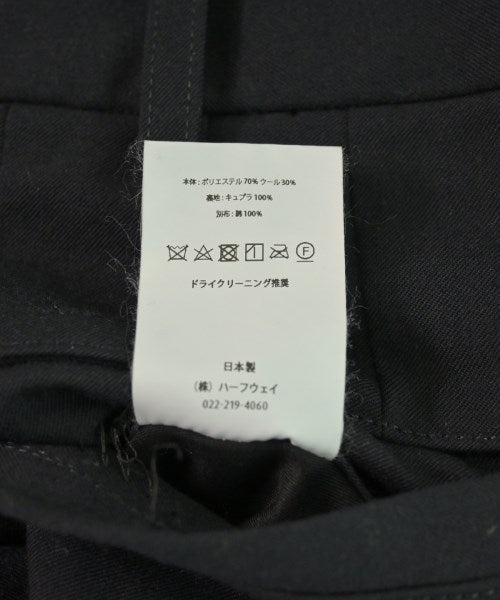 本体：ポリエステル70% ウール30%
裏地：キュプラ100%
別布：綿100%
F
ドライクリーニング推奨
日本製
（株）ハーフウェイ
022-219-4060